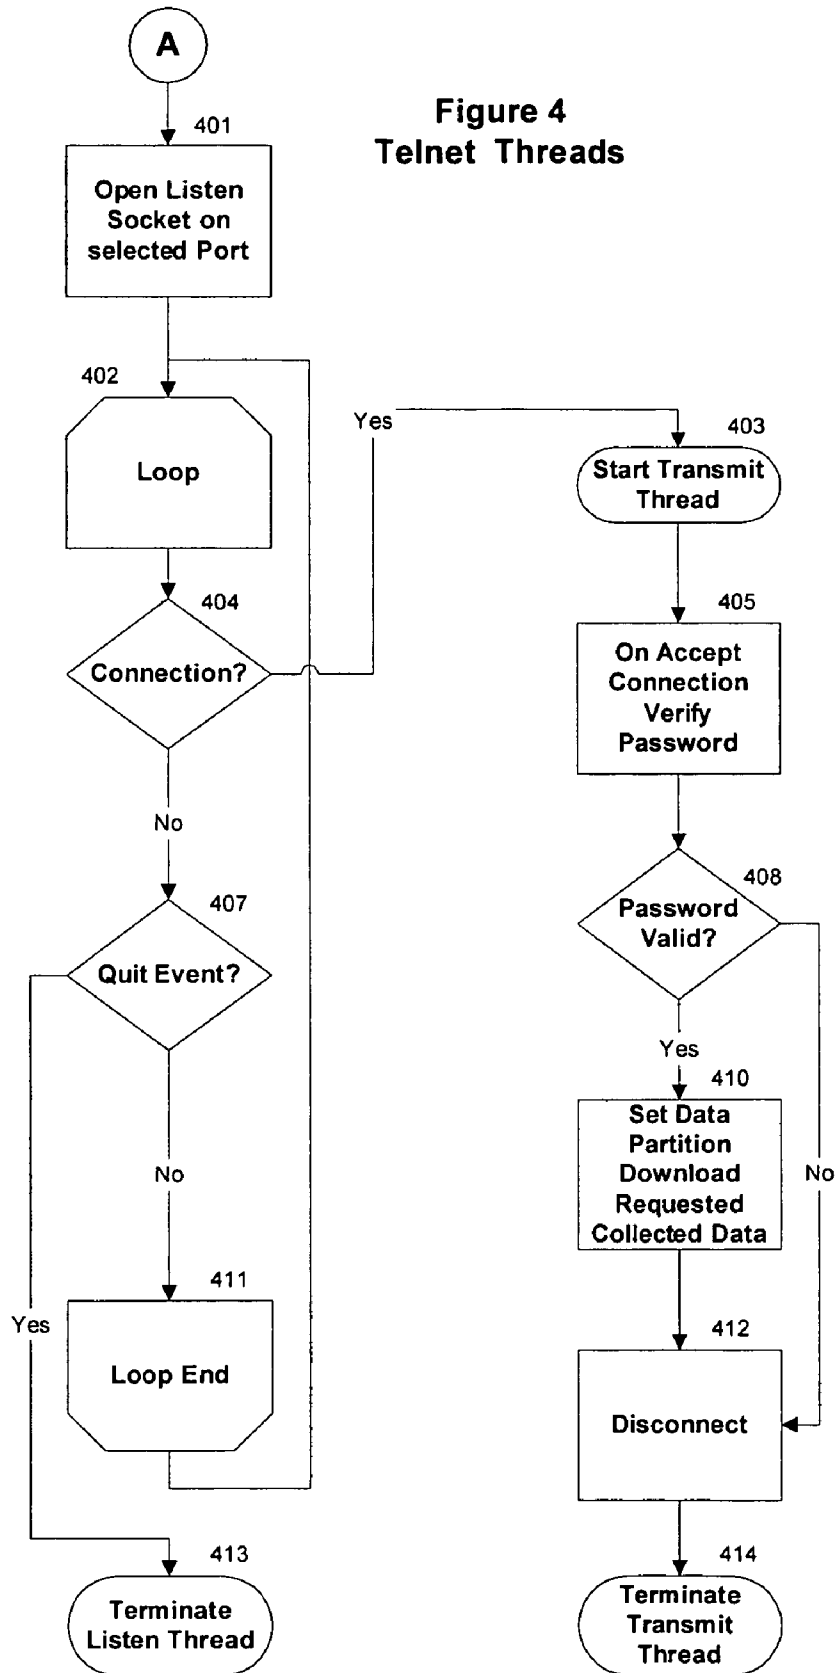 A
Figure 4
Telnet Threads
401
Open Listen
Socket on
selected Port
402
Loop
Yes
403
Start Transmit
Thread
404
Connection?
405
On Accept
Connection
Verify
Password
No
407
Quit Event?
408
Password
Valid?
Yes
410
Set Data
Partition
Download
Requested
Collected Data
No
No
411
Loop End
Yes
412
Disconnect
413
Terminate
Listen Thread
414
Terminate
Transmit
Thread